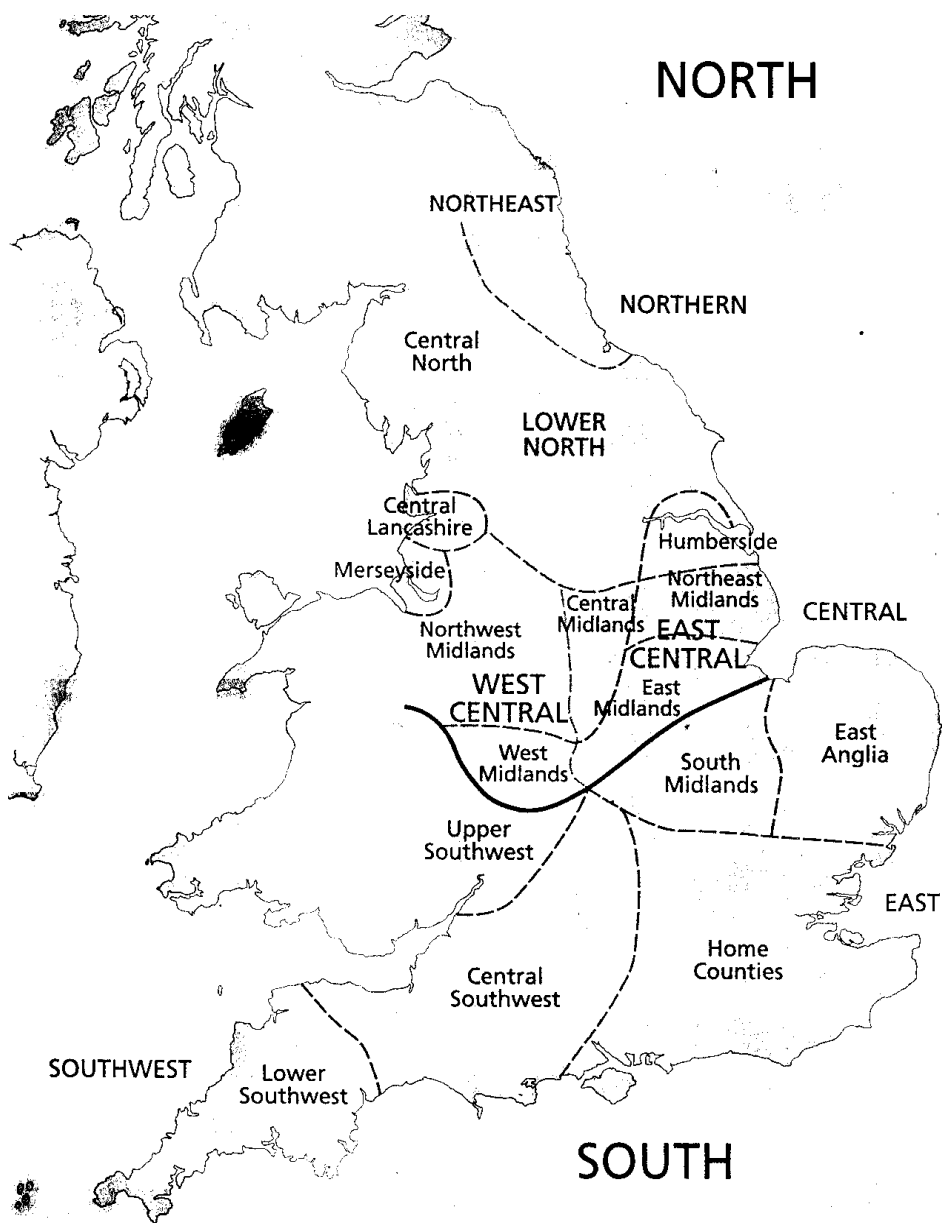 NORTH
NORTHEAST
NORTHERN
Central
North
LOWER
NORTH
Central
Lancashire
Humberside
Merseyside
Northeast
Midlands
Central
Midlands
CENTRAL
Northwest
Midlands
EAST
CENTRAL
WEST
CENTRAL
East
Midlands
East
Anglia
West
Midlands
South
Midlands
Upper
Southwest
EAST
Home
Counties
Central
Southwest
SOUTHWEST
Lower
Southwest
SOUTH